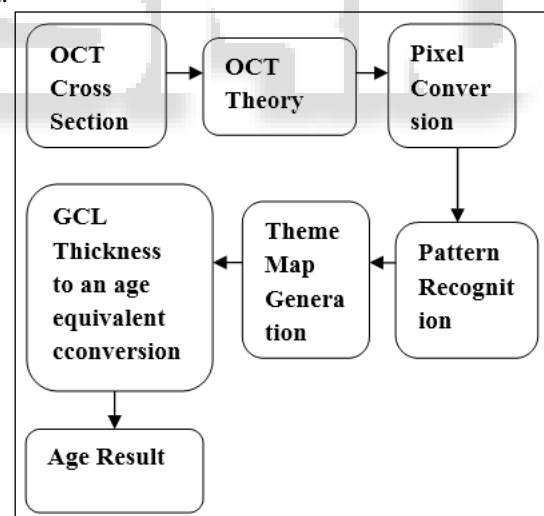 OCT
Cross
Section
OCT
Theory
Pixel
Conver
sion
GCL
Thickness
to an age
equivalent
cconversion
Theme
Map
Genera
tion
Pattern
Recognit
ion
Age Result